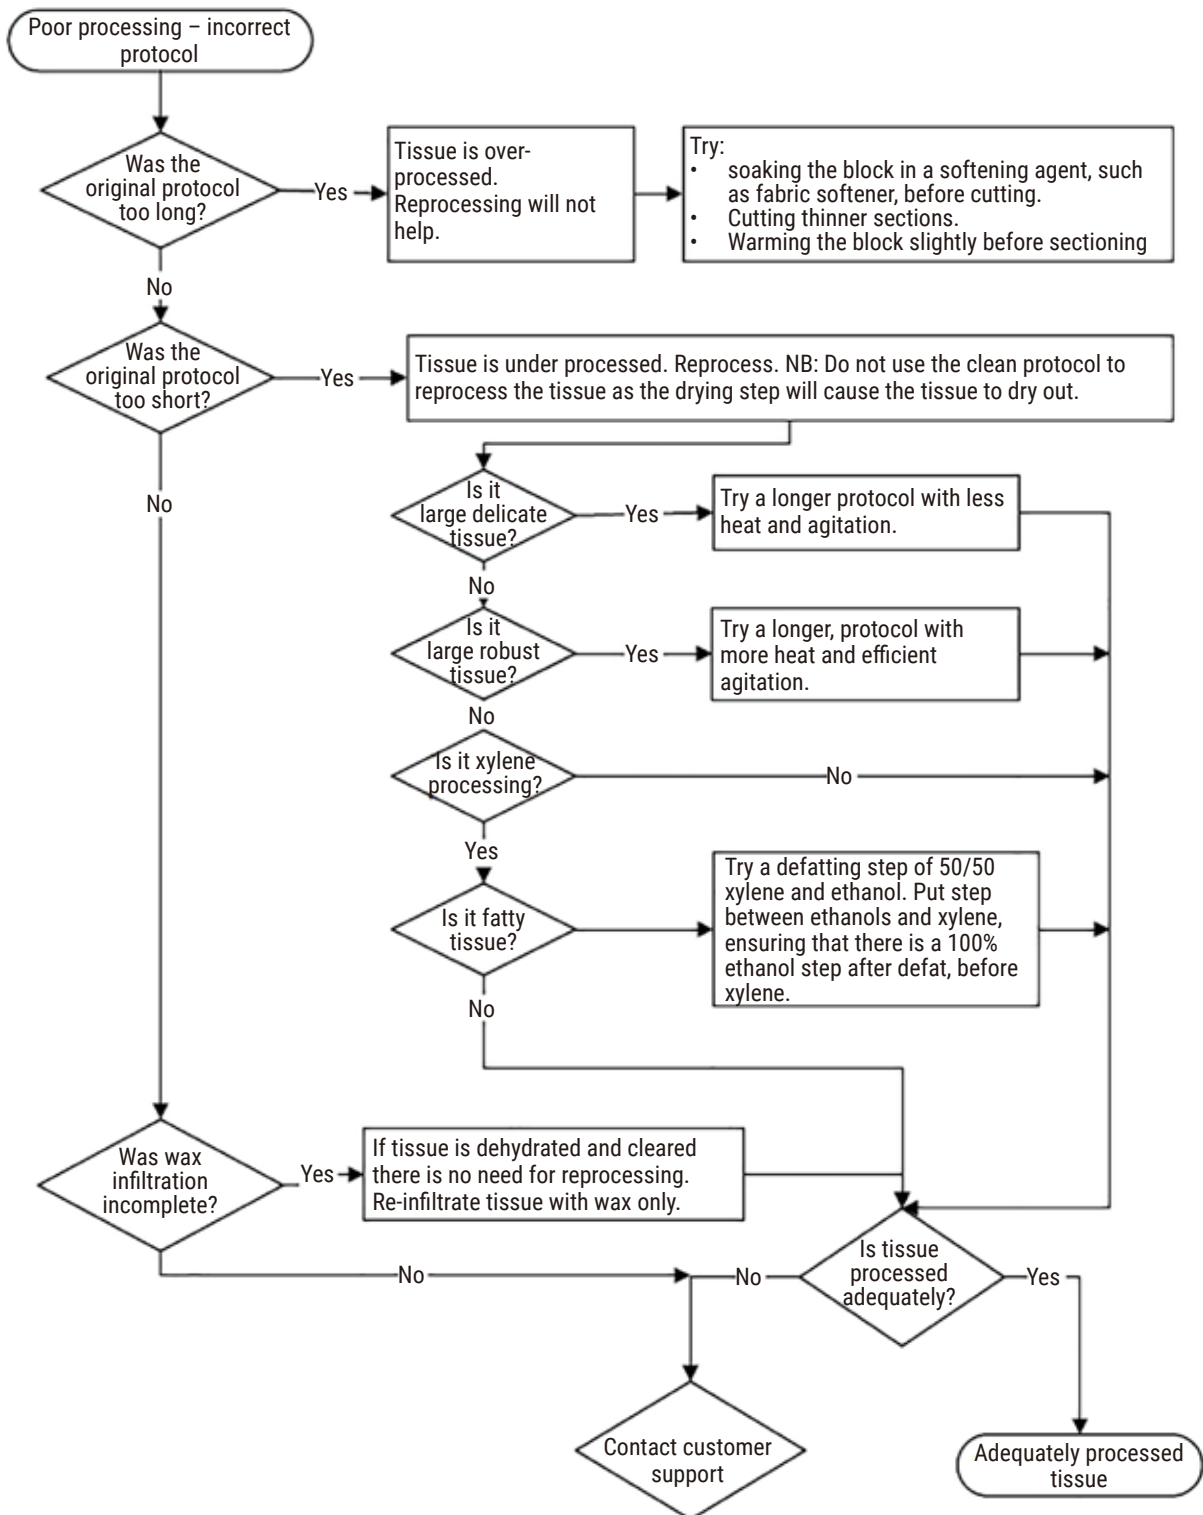 Poor processing – incorrect
protocol
Was the
original protocol
too long?
Yes
Tissue is over-
processed.
Reprocessing will not
help.
Try:
• soaking the block in a softening agent, such
as fabric softener, before cutting.
• Cutting thinner sections.
• Warming the block slightly before sectioning
No
Was the
original protocol
too short?
Yes
Tissue is under processed. Reprocess. NB: Do not use the clean protocol to
reprocess the tissue as the drying step will cause the tissue to dry out.
No
Is it
large delicate
tissue?
Yes
Try a longer protocol with less
heat and agitation.
No
Is it
large robust
tissue?
Yes
Try a longer, protocol with
more heat and efficient
agitation.
No
Is it xylene
processing?
No
Yes
Is it fatty
tissue?
Try a defatting step of 50/50
xylene and ethanol. Put step
between ethanols and xylene,
ensuring that there is a 100%
ethanol step after defat, before
xylene.
No
Was wax
infiltration
incomplete?
Yes
If tissue is dehydrated and cleared
there is no need for reprocessing.
Re-infiltrate tissue with wax only.
No
Is tissue
processed
adequately?
No
Yes
Contact customer
support
Adequately processed
tissue